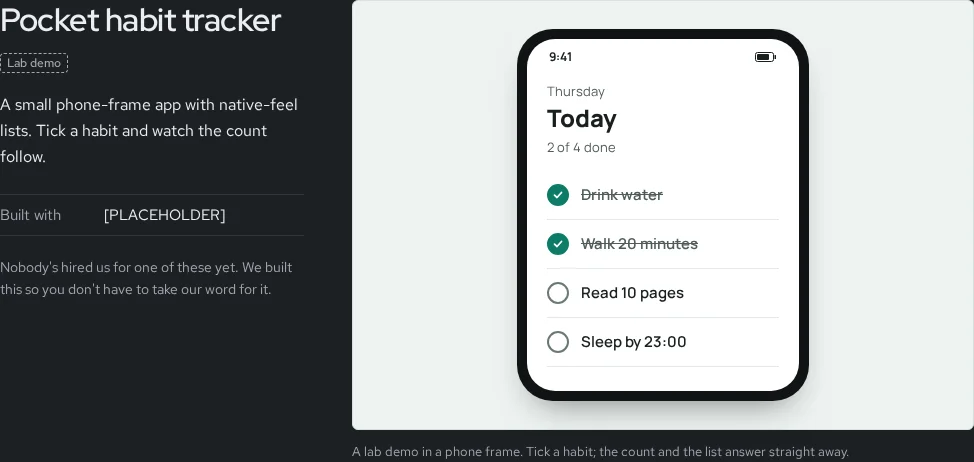 Pocket habit tracker
Lab demo
A small phone-frame app with native-feel
lists. Tick a habit and watch the count
follow.
Built with [PLACEHOLDER]
Nobody's hired us for one of these yet. We built
this so you don't have to take our word for it.
9:41
Thursday
Today
2 of 4 done
Drink water
Walk 20 minutes
Read 10 pages
Sleep by 23:00
A lab demo in a phone frame. Tick a habit; the count and the list answer straight away.